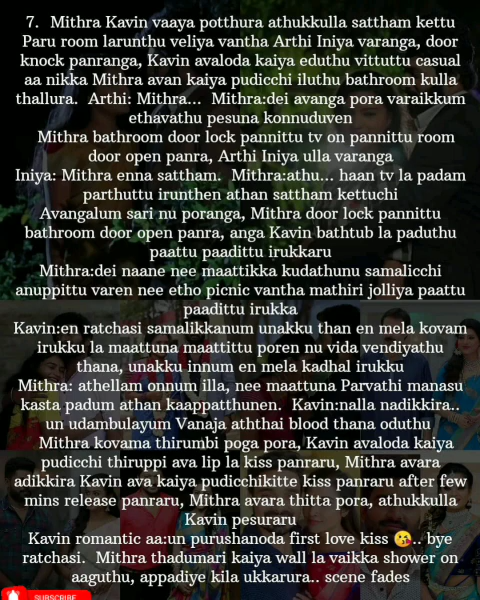 7. Mithra Kavin vaaya potthura athukkulla sattham kettu
Paru room larunthu veliya vantha Arthi Iniya varanga, door
knock panranga, Kavin avaloda kaiya eduthu vittuttu casual
aa nikka Mithra avan kaiya pudicchi iluthu bathroom kulla
thallura. Arthi: Mithra... Mithra:dei avanga pora varaikkum
ethavathu pesuna konnuduven
Mithra bathroom door lock pannittu tv on pannittu room
door open panra, Arthi Iniya ulla varanga
Iniya: Mithra enna sattham. Mithra:athu... haan tv la padam
parthuttu irunthen athan sattham kettuchi
Avangalum sari nu poranga, Mithra door lock pannittu
bathroom door open panra, anga Kavin bathtub la paduthu
paattu paadittu irukkaru
Mithra:dei naane nee maattikka kudathunu samalicchi
anuppittu varen nee etho picnic vantha mathiri jolliya paattu
paadittu irukka
Kavin:en ratchasi samalikkanum unakku than en mela kovam
irukku la maattuna maattittu poren nu vida vendiyathu
thana, unakku innum en mela kadhal irukku
Mithra: athellam onnum illa, nee maattuna Parvathi manasu
kasta padum athan kaappatthunen. Kavin:nalla nadikkira..
un udambulayum Vanaja aththai blood thana oduthu
Mithra kovama thirumbi poga pora, Kavin avaloda kaiya
pudicchi thiruppi ava lip la kiss panraru, Mithra avara
adikkira Kavin ava kaiya pudicchikitte kiss panraru after few
mins release panraru, Mithra avara thitta pora, athukkulla
Kavin pesuraru
Kavin romantic aa:un purushanoda first love kiss 😘.. bye
ratchasi. Mithra thadumari kaiya wall la vaikka shower on
aaguthu, appadiye kila ukkarura.. scene fades
SUBSCRIBE